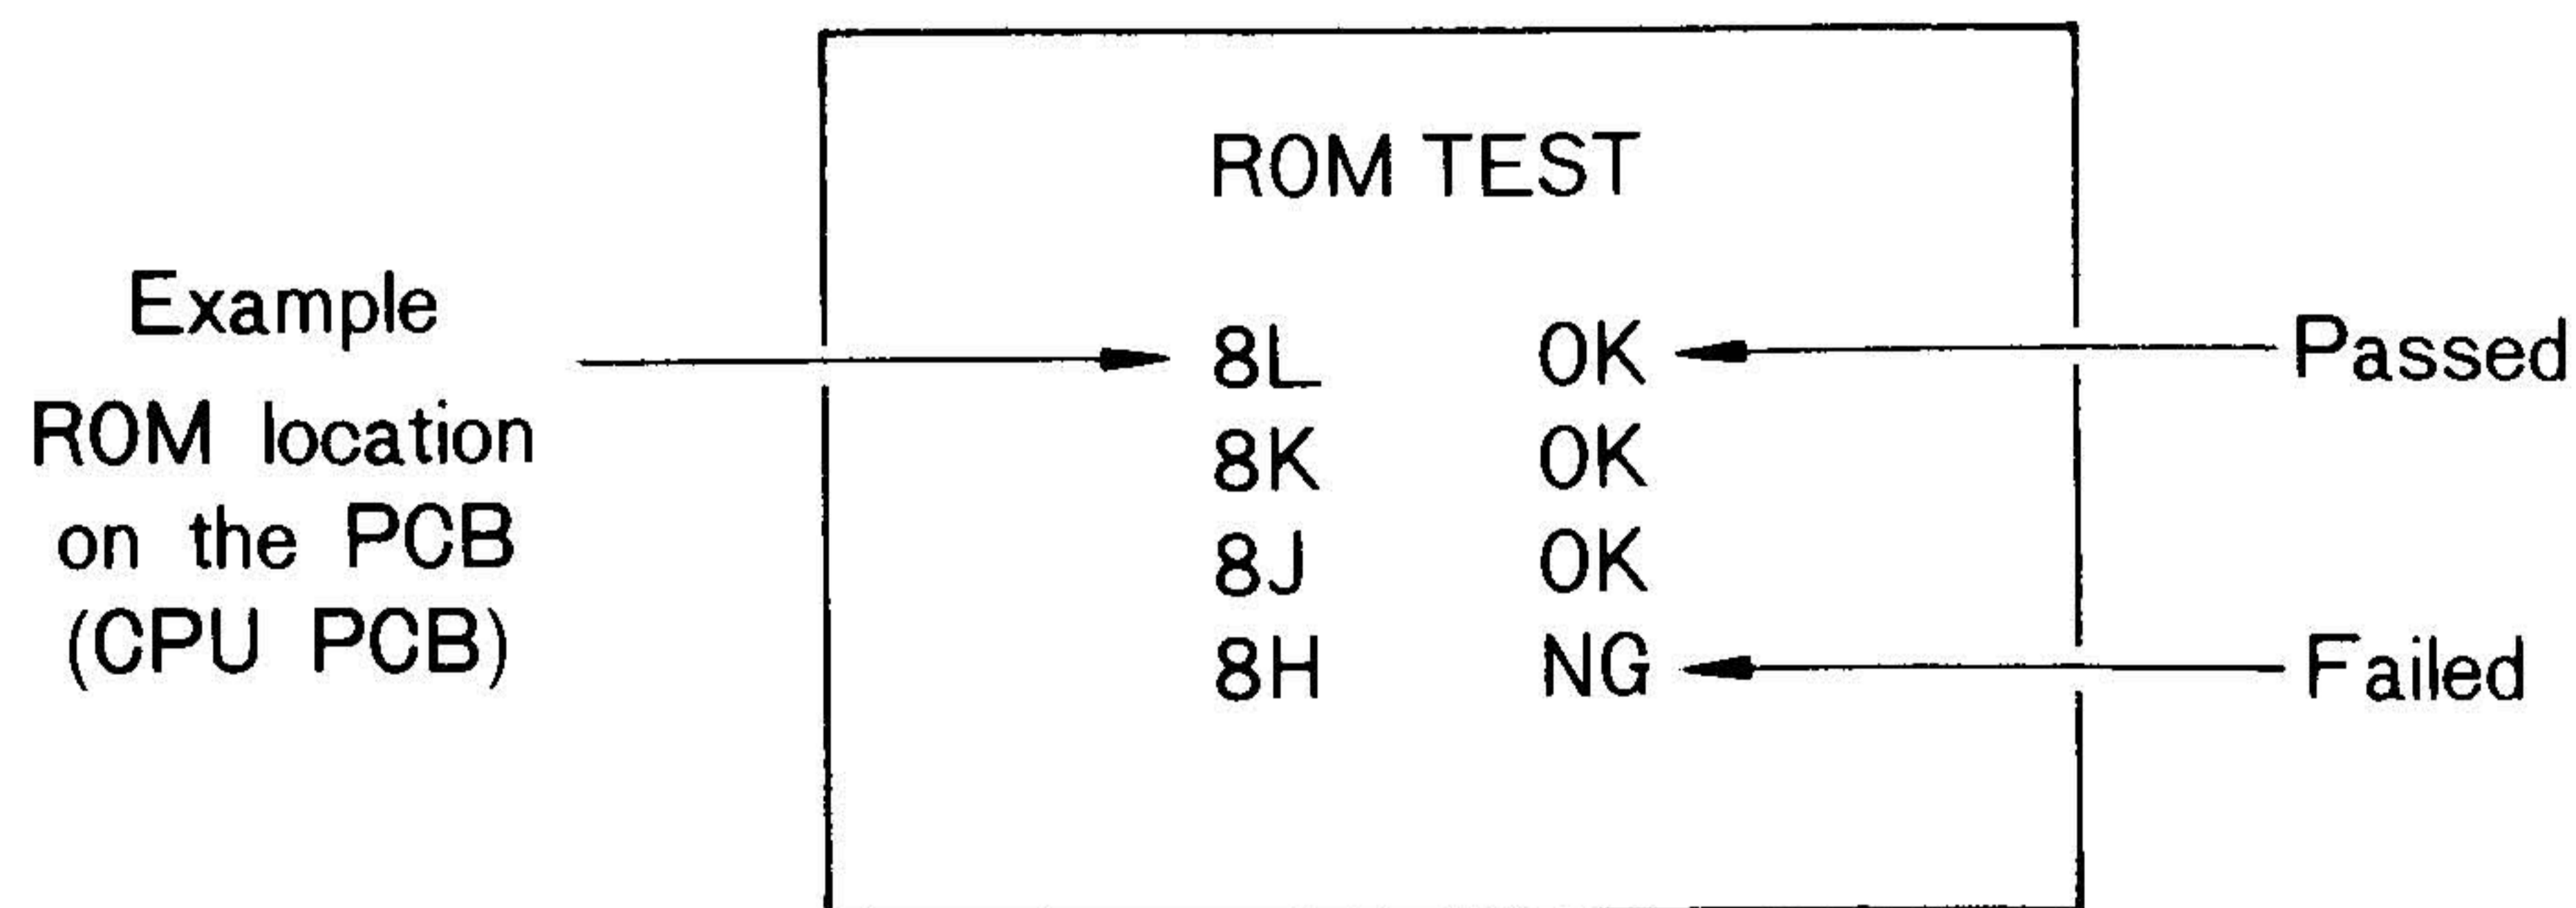 ROM TEST
Example
ROM location
on the PCB
(CPU PCB)
8L OK
8K OK
8J OK
8H NG
Passed
Failed